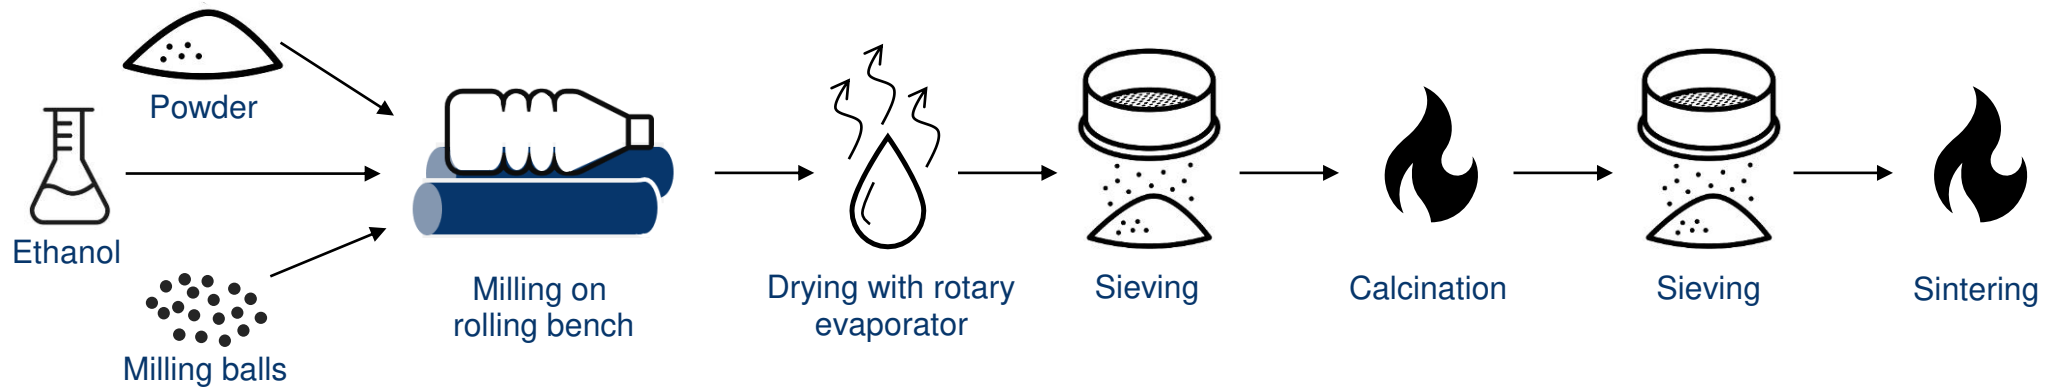 Powder
Ethanol
Milling balls
Milling on
rolling bench
Drying with rotary
evaporator
Sieving
Calcination
Sieving
Sintering